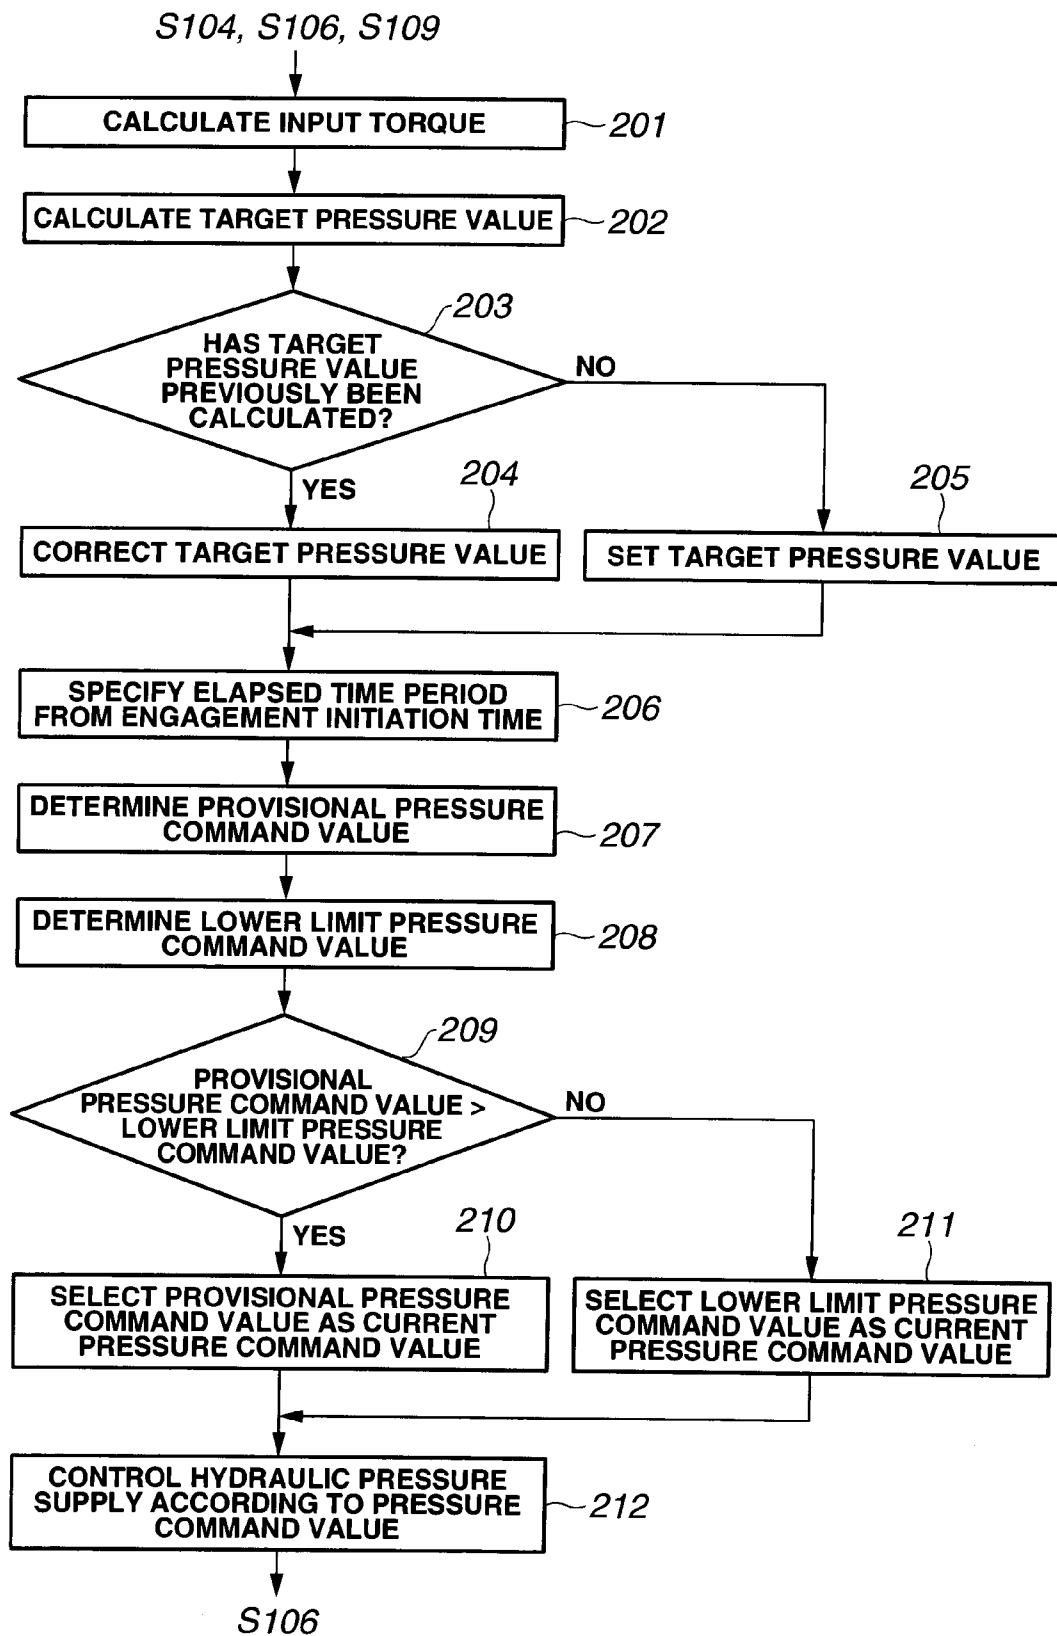 S104, S106, S109
CALCULATE INPUT TORQUE
201
CALCULATE TARGET PRESSURE VALUE
202
203
HAS TARGET
PRESSURE VALUE
PREVIOUSLY BEEN
CALCULATED?
NO
YES
204
205
CORRECT TARGET PRESSURE VALUE
SET TARGET PRESSURE VALUE
SPECIFY ELAPSED TIME PERIOD
FROM ENGAGEMENT INITIATION TIME
206
DETERMINE PROVISIONAL PRESSURE
COMMAND VALUE
207
DETERMINE LOWER LIMIT PRESSURE
COMMAND VALUE
208
209
PROVISIONAL
PRESSURE COMMAND VALUE >
LOWER LIMIT PRESSURE
COMMAND VALUE?
NO
YES
210
211
SELECT PROVISIONAL PRESSURE
COMMAND VALUE AS CURRENT
PRESSURE COMMAND VALUE
SELECT LOWER LIMIT PRESSURE
COMMAND VALUE AS CURRENT
PRESSURE COMMAND VALUE
CONTROL HYDRAULIC PRESSURE
SUPPLY ACCORDING TO PRESSURE
COMMAND VALUE
212
S106